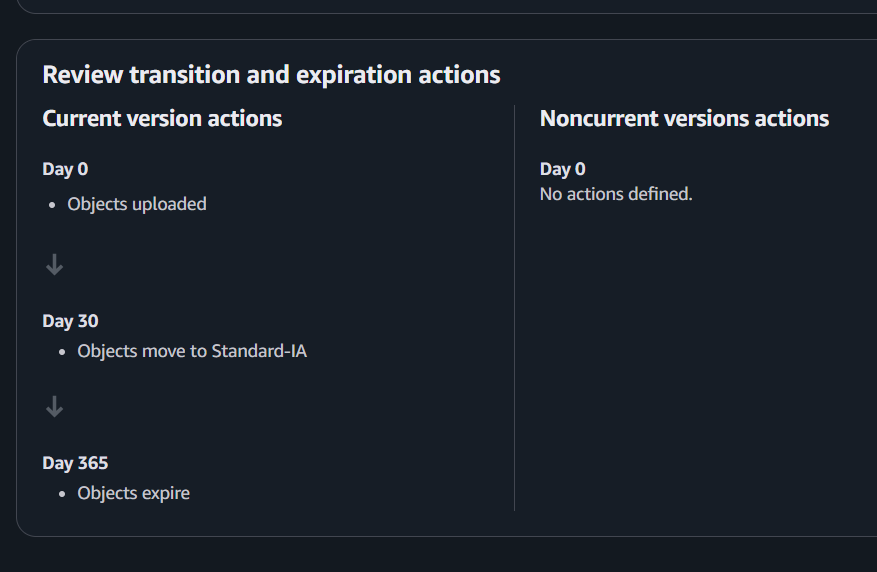 Review transition and expiration actions
Current version actions
Day 0
• Objects uploaded
↓
Day 30
• Objects move to Standard-IA
↓
Day 365
• Objects expire
Noncurrent versions actions
Day 0
No actions defined.